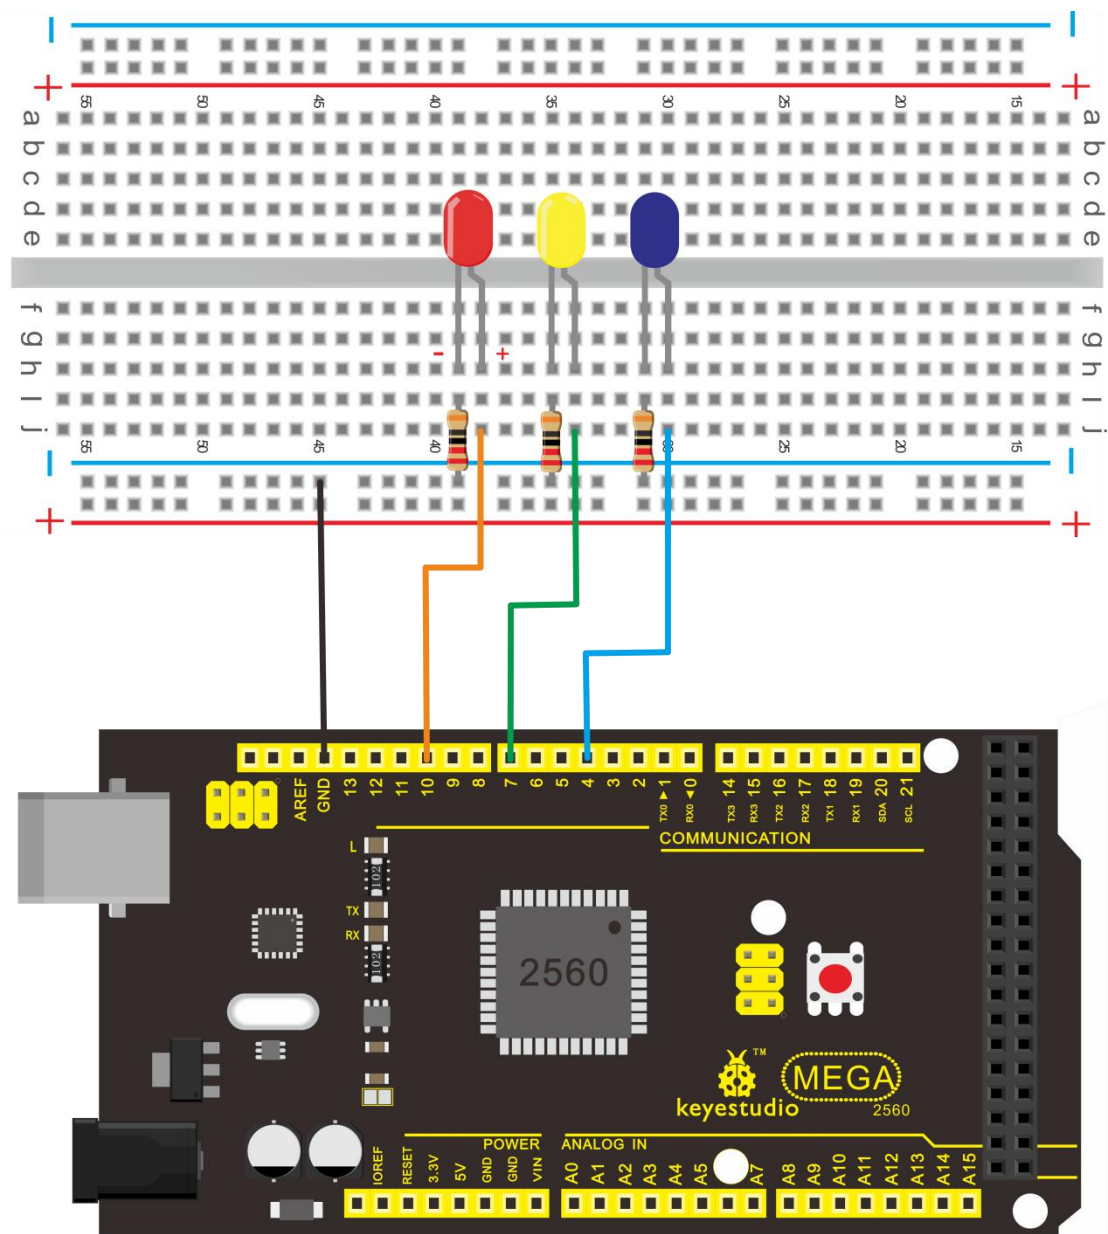 - -
+ 55 50 45 40 35 30 25 20 15 +
a a
b b
c c
d d
e e
f f
g g
- +
h h
I I
j j
- 55 50 45 40 35 30 25 20 15 -
+ +
AREF GND 13 12 11 10 9 8 7 6 5 4 3 2 TX0 ▶ 1 RX0 ◀ 0 TX3 14 RX3 15 TX2 16 RX2 17 TX1 18 RX1 19 SDA 20 SCL 21
COMMUNICATION
L
102
TX
RX
102
2560
TM
MEGA
keyestudio
2560
POWER ANALOG IN
IOREF RESET 3.3V 5V GND GND VIN A0 A1 A2 A3 A4 A5 A7 A8 A9 A10 A11 A12 A13 A14 A15